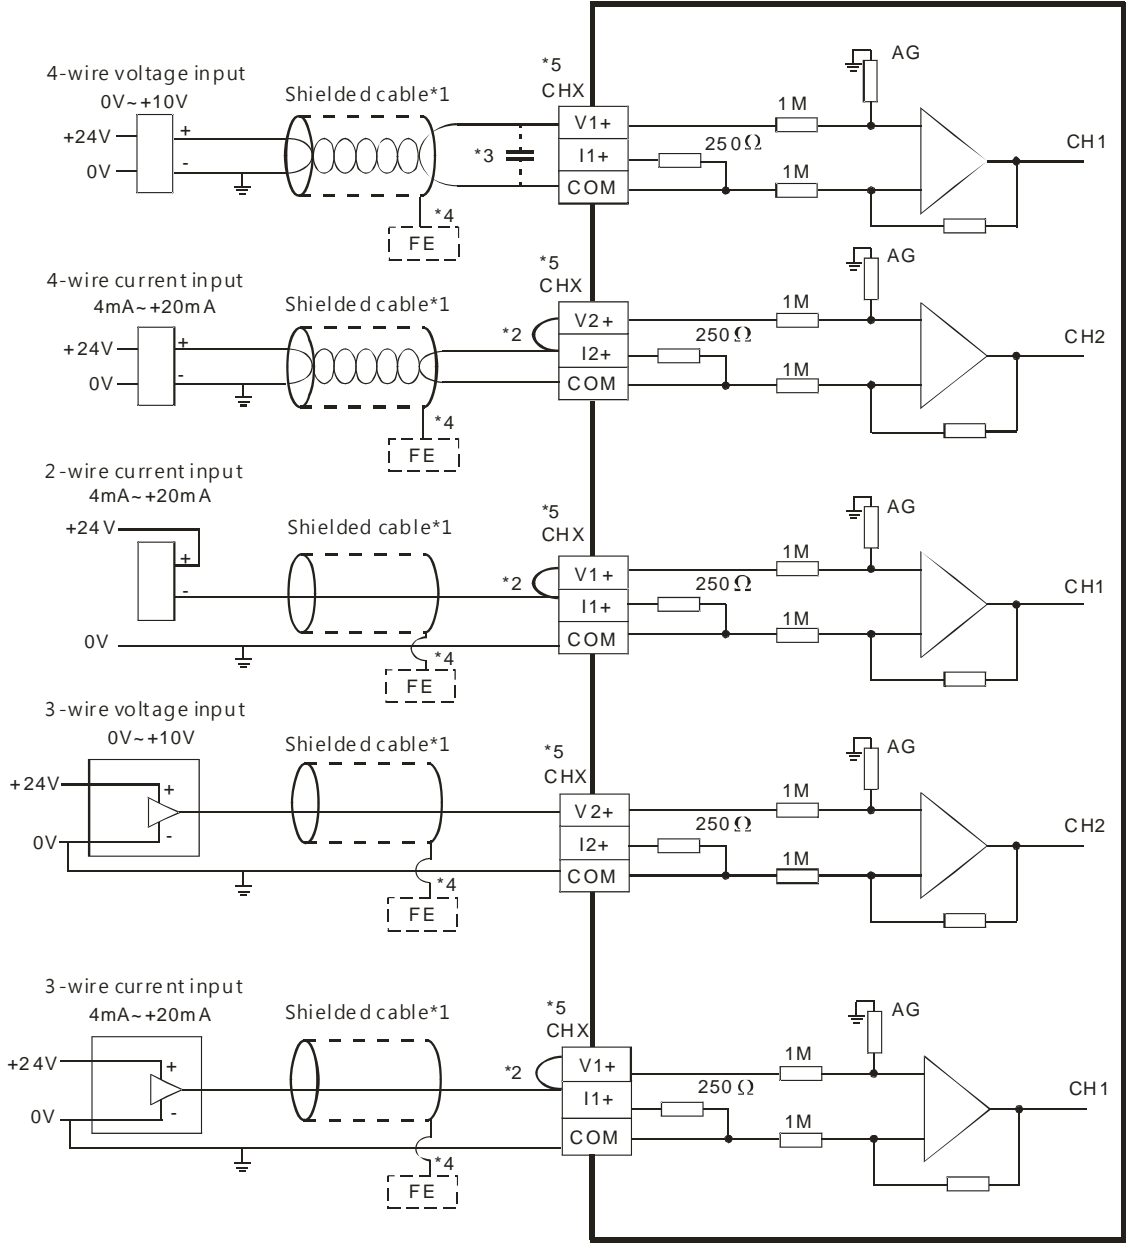 4-wire voltage input
0V~+10V
+24V
0V
+
-
Shielded cable*1
*3
*4
FE
*5
CHX
V1+
I1+
COM
250Ω
1M
1M
AG
CH1
4-wire current input
4mA~+20mA
+24V
0V
+
-
Shielded cable*1
*2
*4
FE
*5
CHX
V2+
I2+
COM
250Ω
1M
1M
AG
CH2
2-wire current input
4mA~+20mA
+24V
+
-
0V
Shielded cable*1
*2
*4
FE
*5
CHX
V1+
I1+
COM
250Ω
1M
1M
AG
CH1
3-wire voltage input
0V~+10V
+24V
0V
+
-
Shielded cable*1
*4
FE
*5
CHX
V2+
I2+
COM
250Ω
1M
1M
AG
CH2
3-wire current input
4mA~+20mA
+24V
0V
+
-
Shielded cable*1
*2
*4
FE
*5
CHX
V1+
I1+
COM
250Ω
1M
1M
AG
CH1